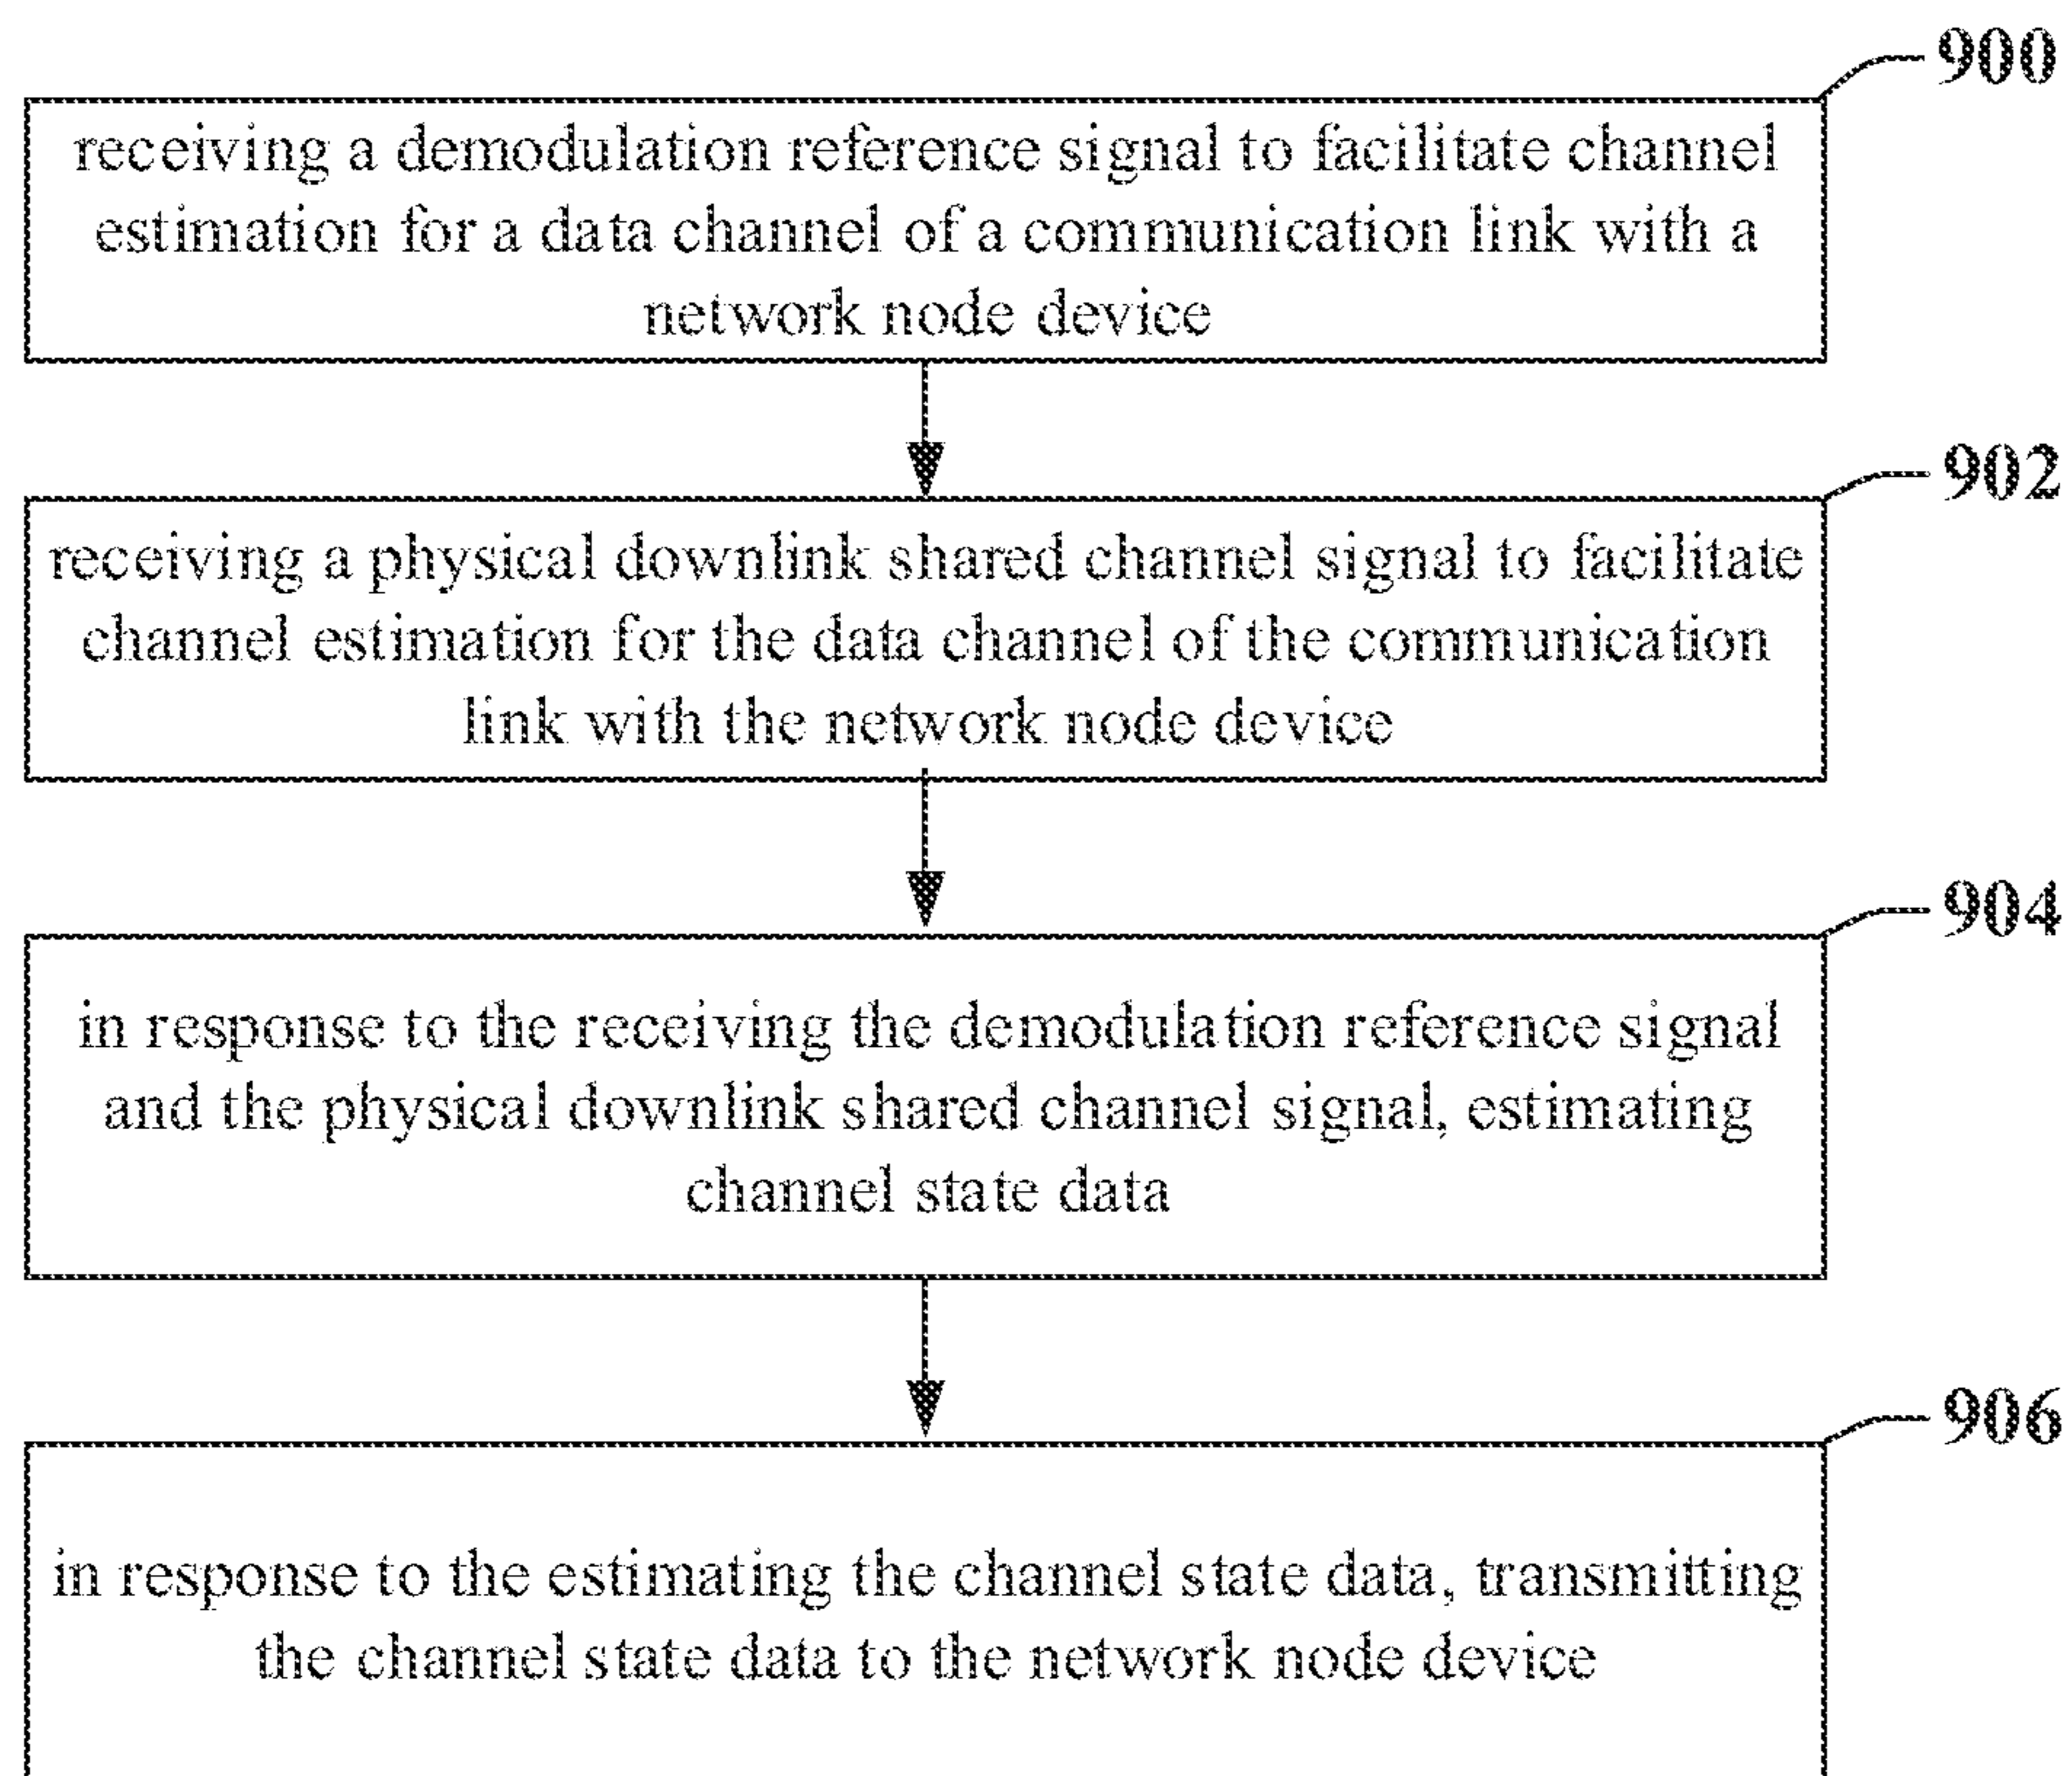 900
receiving a demodulation reference signal to facilitate channel
estimation for a data channel of a communication link with a
network node device
902
receiving a physical downlink shared channel signal to facilitate
channel estimation for the data channel of the communication
link with the network node device
904
in response to the receiving the demodulation reference signal
and the physical downlink shared channel signal, estimating
channel state data
906
in response to the estimating the channel state data, transmitting
the channel state data to the network node device